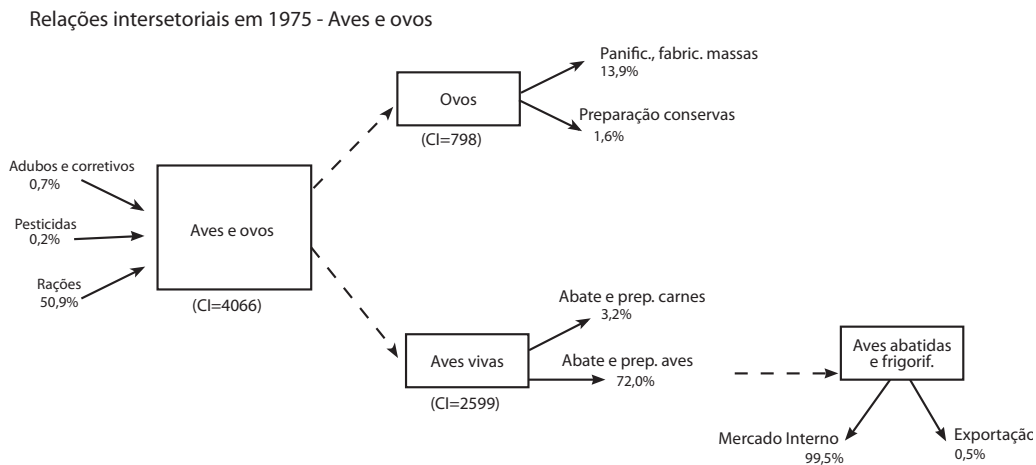 Relações intersetoriais em 1975 - Aves e ovos
Panific., fabric. massas
13,9%
Ovos
Preparação conservas
1,6%
(CI=798)
Adubos e corretivos
0,7%
Pesticidas
0,2%
Aves e ovos
Rações
50,9%
(CI=4066)
Abate e prep. carnes
3,2%
Aves vivas
Abate e prep. aves
72,0%
(CI=2599)
Aves abatidas
e frigorif.
Mercado Interno
99,5%
Exportação
0,5%